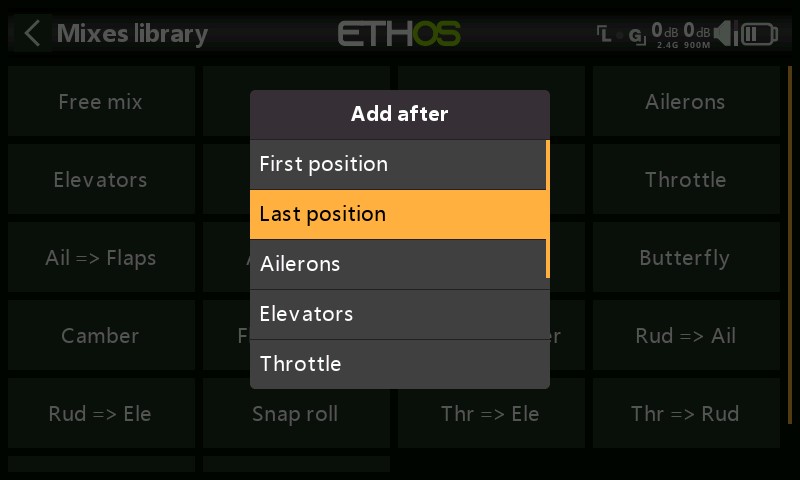 Mixes library
ETHOS
L G
0dB 0dB
2.4G 900M
Free mix
Ailerons
Add after
First position
Last position
Ailerons
Elevators
Throttle
Elevators
Throttle
Ail => Flaps
Butterfly
Camber
Rud => Ail
Rud => Ele
Snap roll
Thr => Ele
Thr => Rud